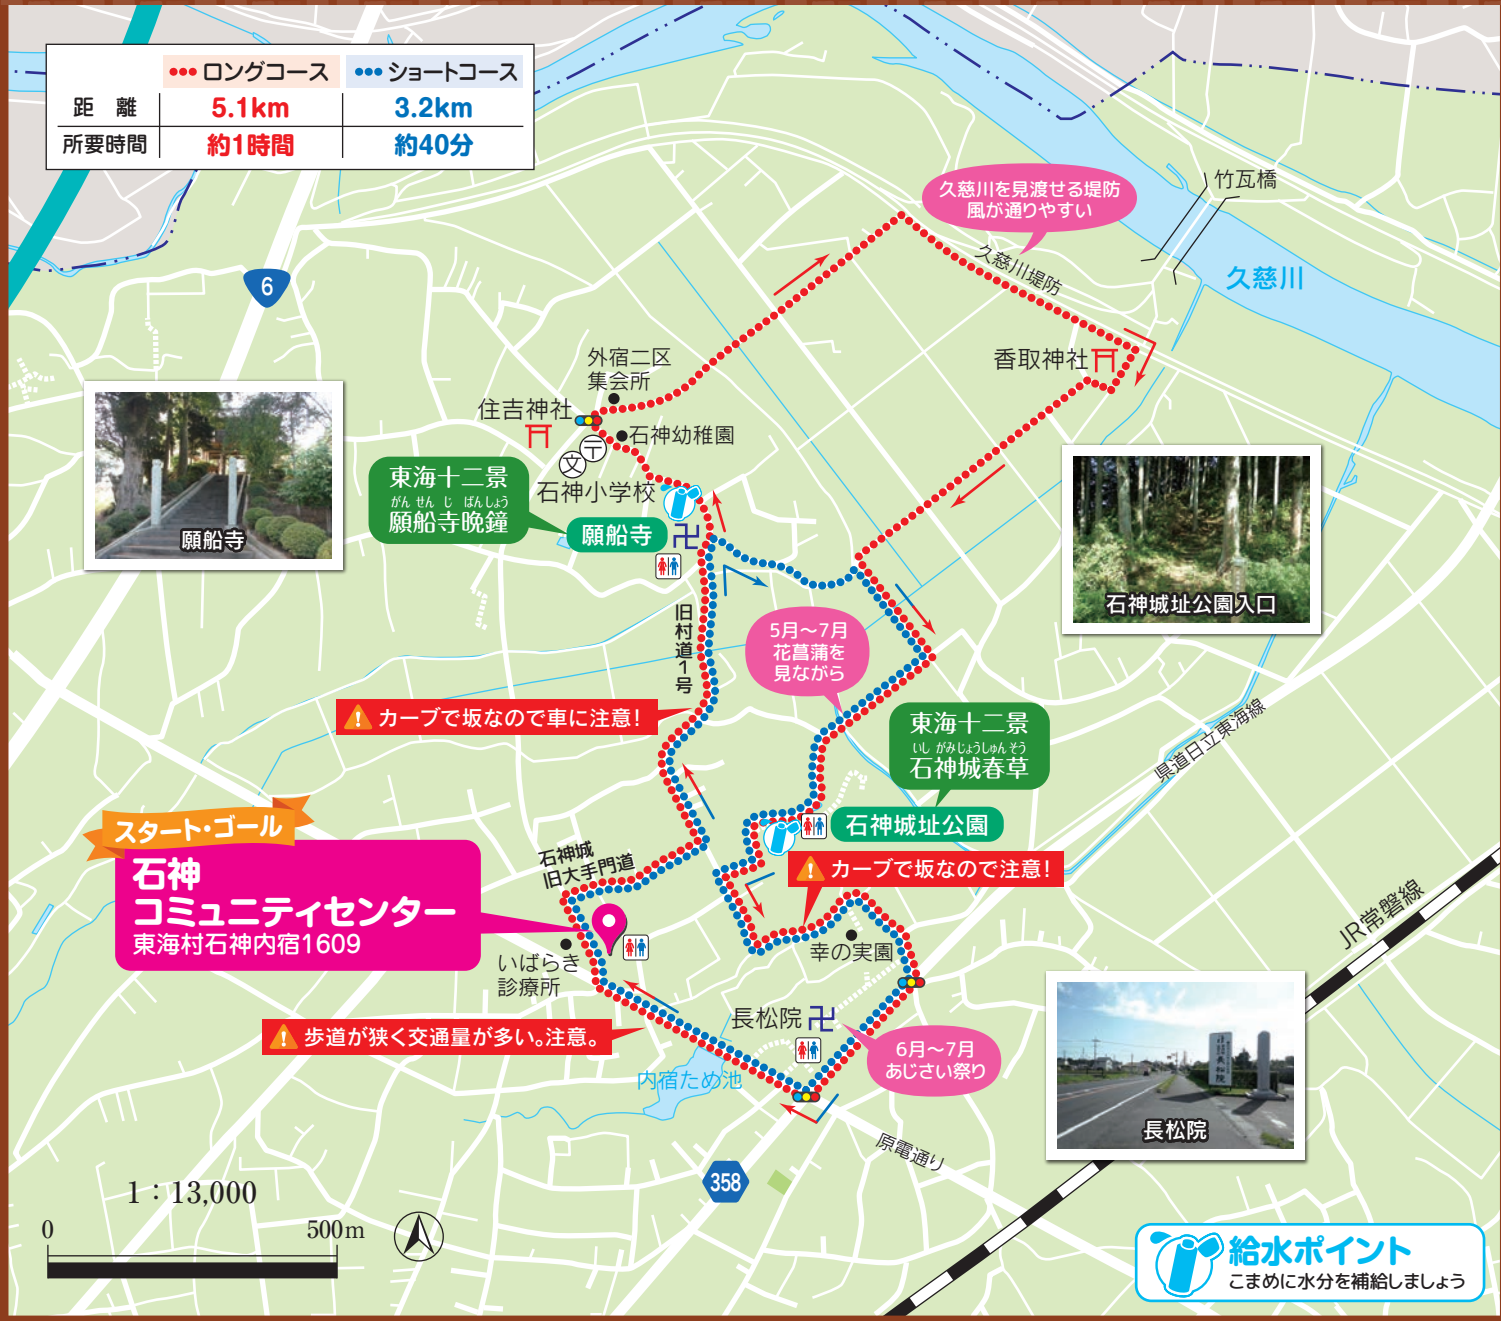 ●●● ロングコース ●●● ショートコース
距 離 5.1km 3.2km
所要時間 約1時間 約40分
久慈川を見渡せる堤防
風が通りやすい
竹瓦橋
久慈川堤防
久慈川
6
香取神社
外宿二区
集会所
住吉神社
石神幼稚園
〒
文
石神小学校
東海十二景
がんせんじ ばんしょう
願船寺晩鐘
願船寺
卍
願船寺
石神城址公園入口
旧村道1号
5月〜7月
花菖蒲を
見ながら
カーブで坂なので車に注意!
東海十二景
いしがみじょうしゅんそう
石神城春草
県道日立東海線
石神城址公園
スタート・ゴール
石神
コミュニティセンター
東海村石神内宿1609
石神城
旧大手門道
カーブで坂なので注意!
いばらき
診療所
幸の実園
JR常磐線
長松院
卍
歩道が狭く交通量が多い。注意。
6月〜7月
あじさい祭り
内宿ため池
原電通り
長松院
358
1:13,000
0 500m
給水ポイント
こまめに水分を補給しましょう